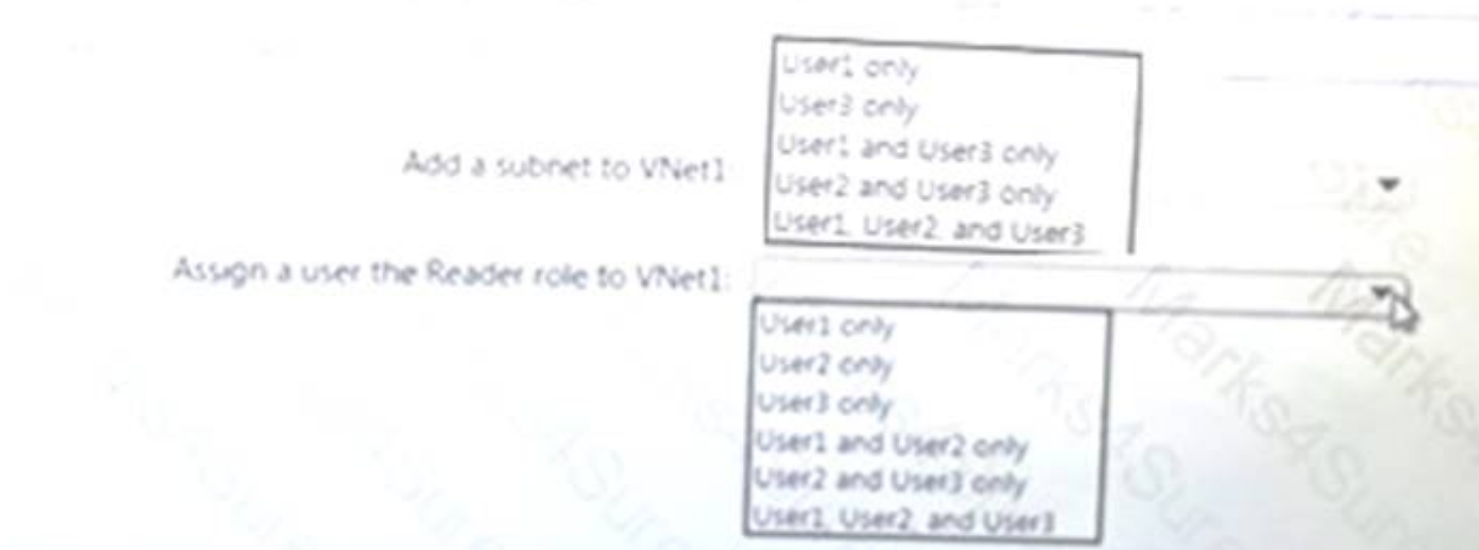 User1 only
User3 only
User1 and User3 only
User2 and User3 only
User1, User2, and User3
Add a subnet to VNet1:
Assign a user the Reader role to VNet1:
User1 only
User2 only
User3 only
User1 and User2 only
User2 and User3 only
User1, User2, and User3
Marks4Sure